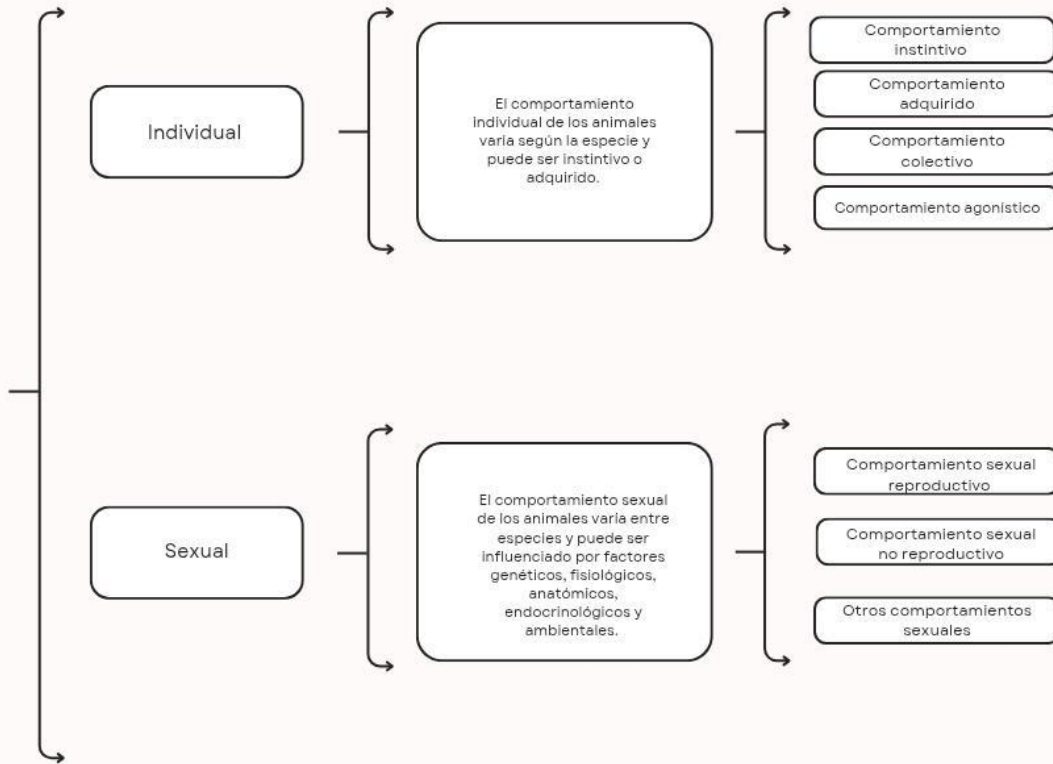 Individual
El comportamiento
individual de los animales
varia según la especie y
puede ser instintivo o
adquirido.
Comportamiento
instintivo
Comportamiento
adquirido
Comportamiento
colectivo
Comportamiento agonístico
Sexual
El comportamiento sexual
de los animales varia entre
especies y puede ser
influenciado por factores
genéticos, fisiológicos,
anatómicos,
endocrinológicos y
ambientales.
Comportamiento sexual
reproductivo
Comportamiento sexual
no reproductivo
Otros comportamientos
sexuales